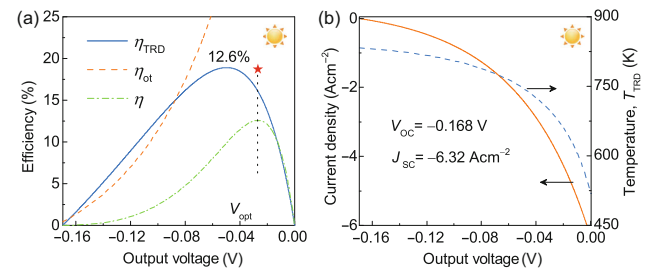 (a)
η_TRD
η_ot
η
12.6%
V_opt
Efficiency (%)
25
20
15
10
5
0
−0.16
−0.12
−0.08
−0.04
0.00
Output voltage (V)
(b)
Current density (Acm⁻²)
0
−2
−4
−6
V_OC= −0.168 V
J_SC= −6.32 Acm⁻²
900
750
600
450
Temperature, T_TRD (K)
−0.16
−0.12
−0.08
−0.04
0.00
Output voltage (V)